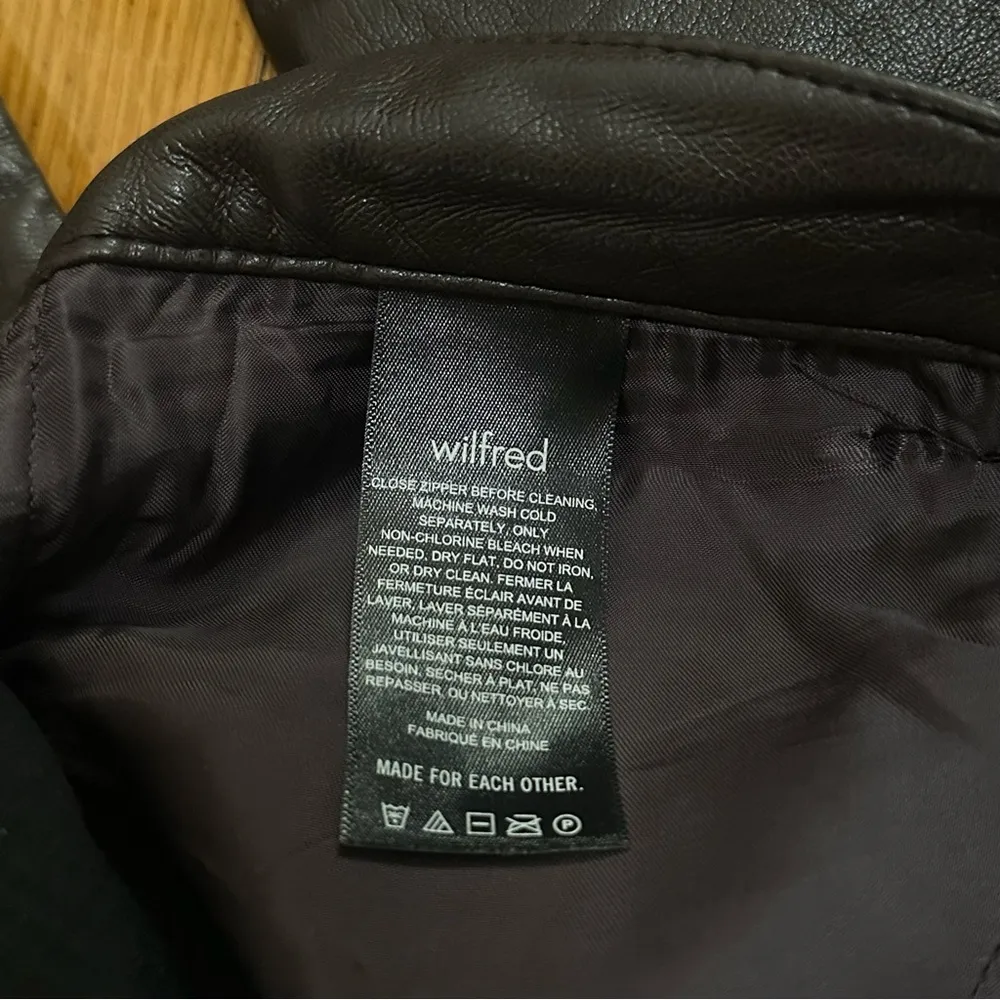 wilfred
CLOSE ZIPPER BEFORE CLEANING,
MACHINE WASH COLD
SEPARATELY, ONLY
NON-CHLORINE BLEACH WHEN
NEEDED, DRY FLAT, DO NOT IRON,
OR DRY CLEAN. FERMER LA
FERMETURE ÉCLAIR AVANT DE
LAVER, LAVER SÉPARÉMENT À LA
MACHINE À L'EAU FROIDE,
UTILISER SEULEMENT UN
JAVELLISANT SANS CHLORE AU
BESOIN, SÉCHER À PLAT, NE PAS
REPASSER OU NETTOYER À SEC.
MADE IN CHINA
FABRIQUÉ EN CHINE
MADE FOR EACH OTHER.
P